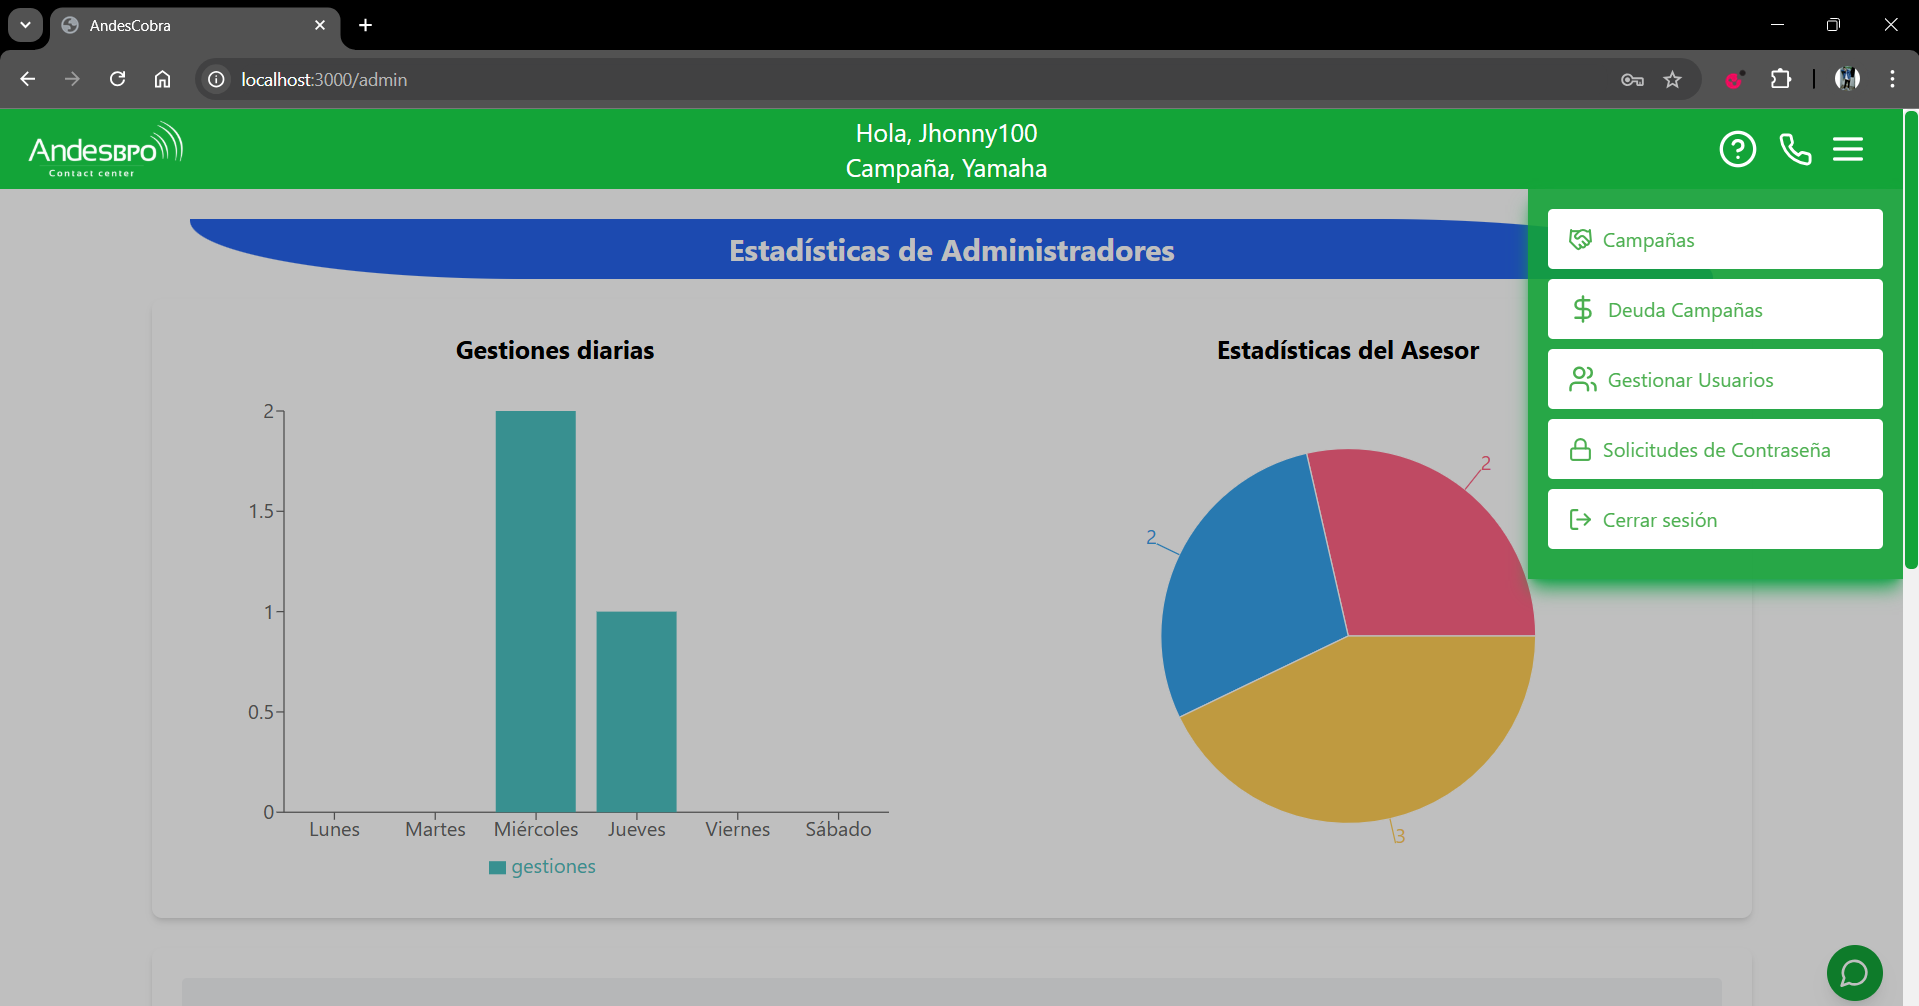 AndesCobra
localhost:3000/admin
AndesBPO
Contact center
Hola, Jhonny100
Campaña, Yamaha
Estadísticas de Administradores
Campañas
Deuda Campañas
Gestionar Usuarios
Solicitudes de Contraseña
Cerrar sesión
Gestiones diarias
2
1.5
1
0.5
0
Lunes Martes Miércoles Jueves Viernes Sábado
gestiones
Estadísticas del Asesor
2
2
3